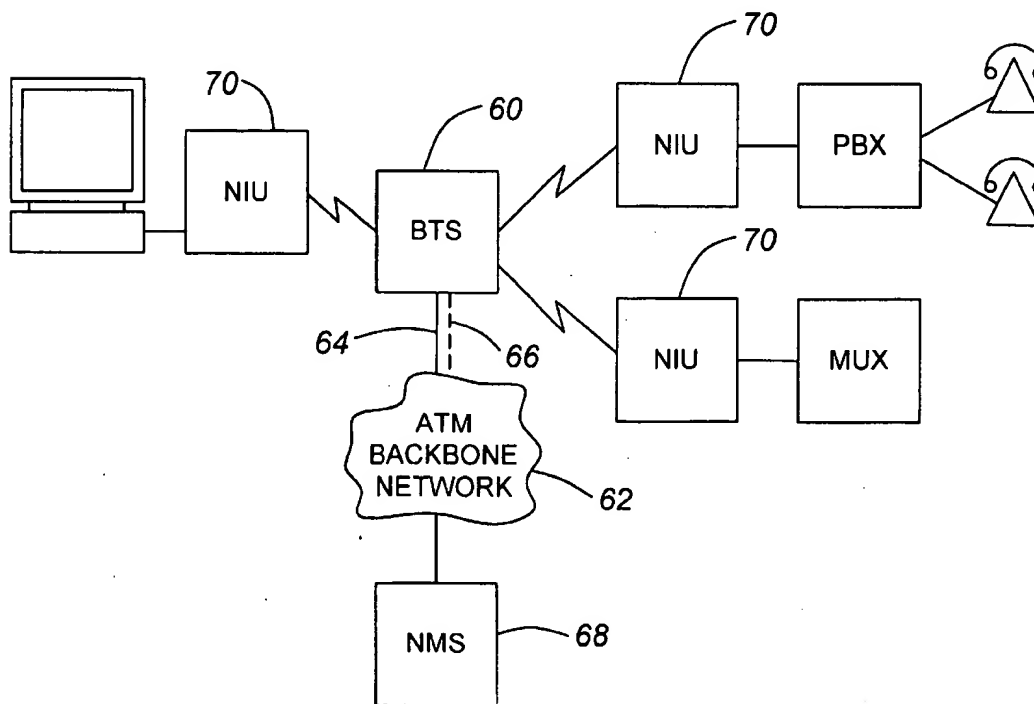 70
60
70
NIU
BTS
NIU
PBX
70
64
66
NIU
MUX
ATM
BACKBONE
NETWORK
62
NMS
68